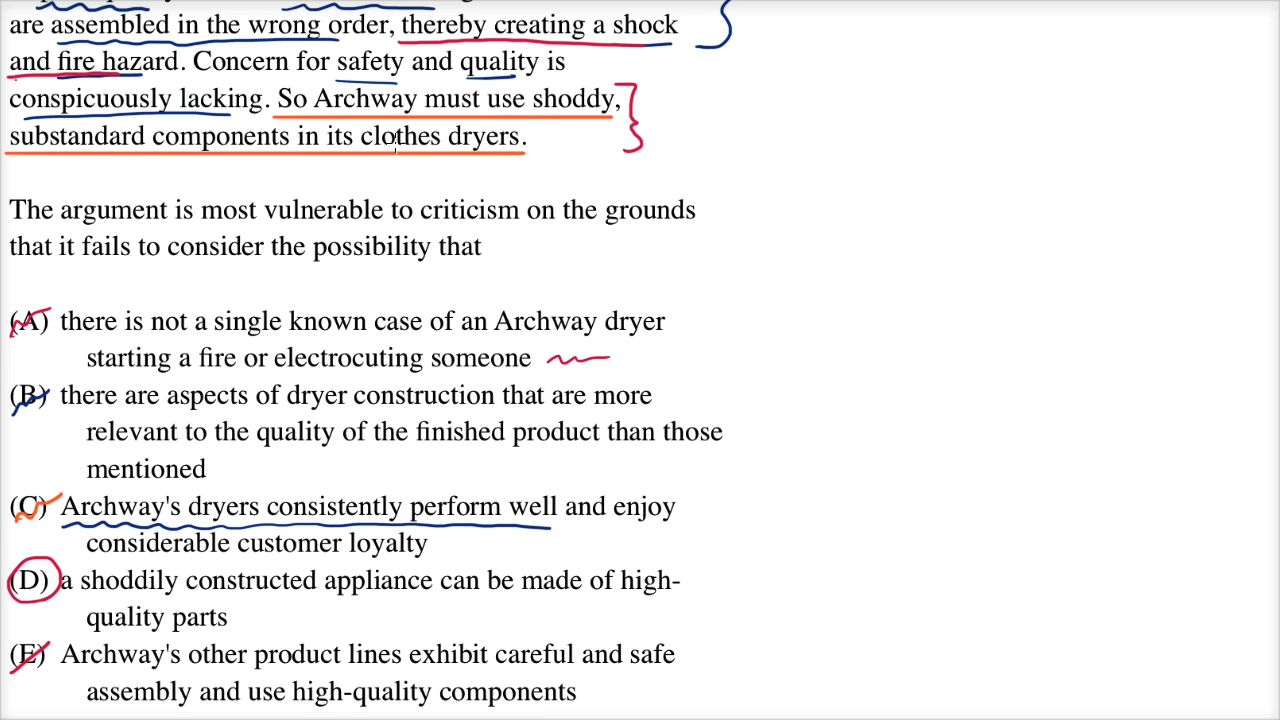 are assembled in the wrong order, thereby creating a shock
and fire hazard. Concern for safety and quality is
conspicuously lacking. So Archway must use shoddy,
substandard components in its clothes dryers.
The argument is most vulnerable to criticism on the grounds
that it fails to consider the possibility that
(A) there is not a single known case of an Archway dryer
starting a fire or electrocuting someone
(B) there are aspects of dryer construction that are more
relevant to the quality of the finished product than those
mentioned
(C) Archway's dryers consistently perform well and enjoy
considerable customer loyalty
(D) a shoddily constructed appliance can be made of high-
quality parts
(E) Archway's other product lines exhibit careful and safe
assembly and use high-quality components